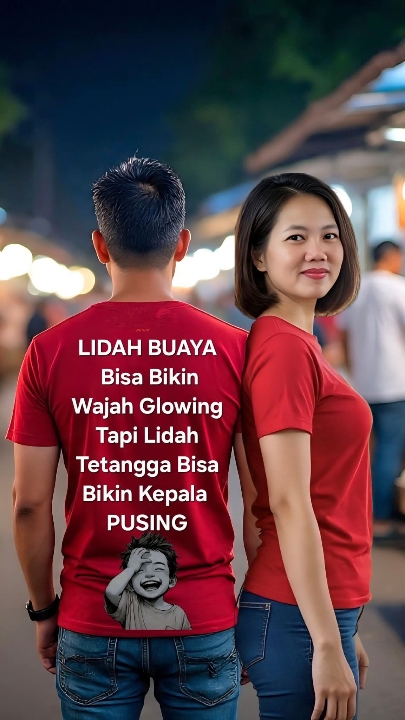 LIDAH BUAYA
Bisa Bikin
Wajah Glowing
Tapi Lidah
Tetangga Bisa
Bikin Kepala
PUSING